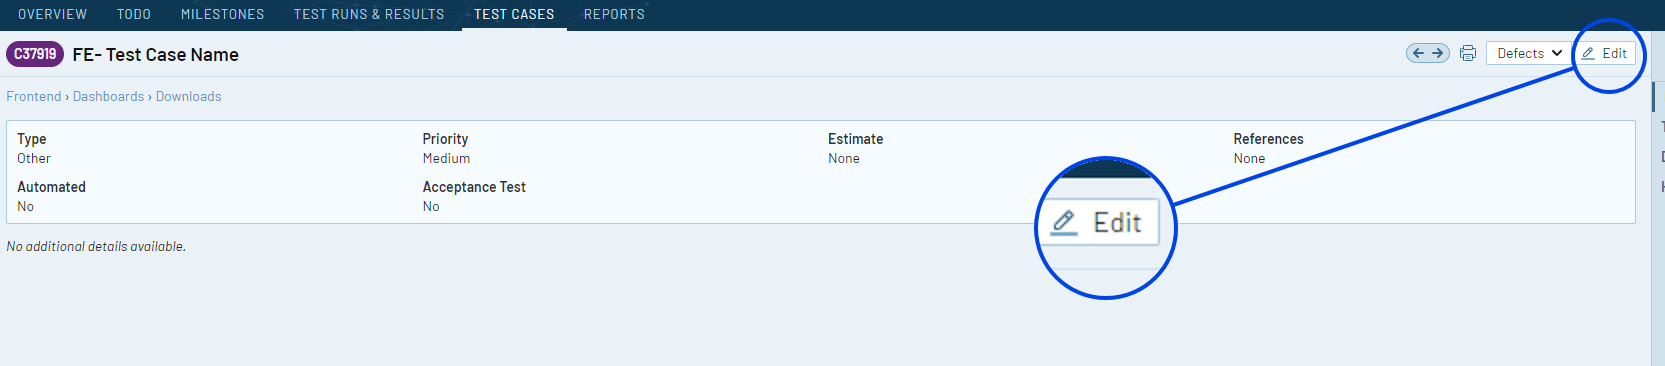 OVERVIEW TODO MILESTONES TEST RUNS & RESULTS TEST CASES REPORTS
C37919 FE- Test Case Name Defects Edit
Frontend › Dashboards › Downloads
Type Priority Estimate References
Other Medium None None
Automated Acceptance Test
No No
Edit
No additional details available.